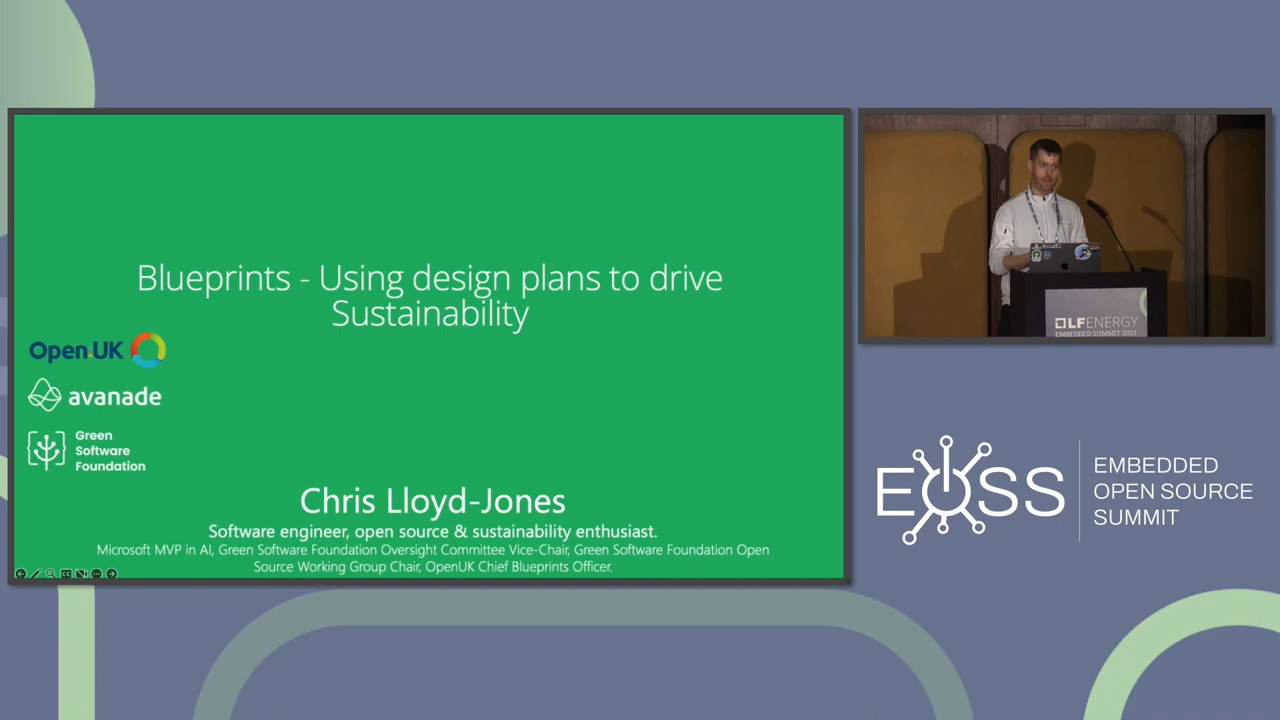 Blueprints - Using design plans to drive
Sustainability
Open:UK
avanade
Green
Software
Foundation
Chris Lloyd-Jones
Software engineer, open source & sustainability enthusiast.
Microsoft MVP in AI, Green Software Foundation Oversight Committee Vice-Chair, Green Software Foundation Open
Source Working Group Chair, OpenUK Chief Blueprints Officer.
LFENERGY
EMBEDDED SUMMIT 2023
EOSS
EMBEDDED
OPEN SOURCE
SUMMIT